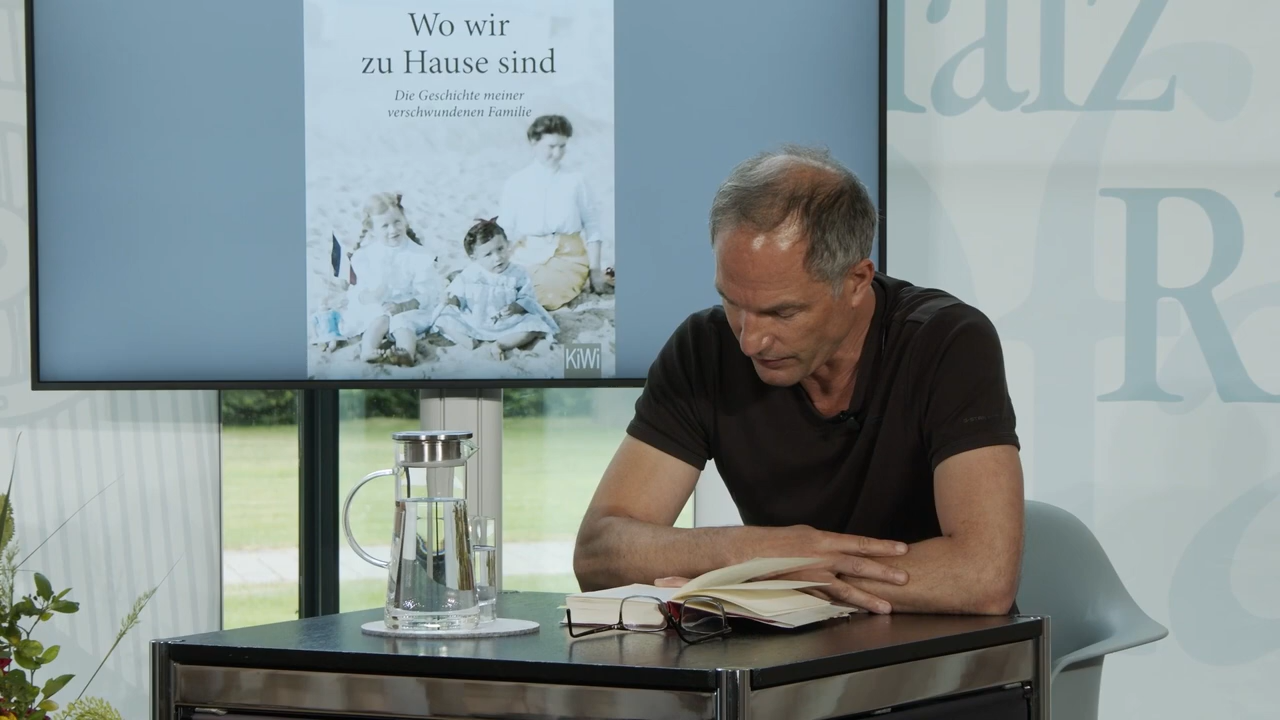 Wo wir
zu Hause sind
Die Geschichte meiner
verschwundenen Familie
KiWi